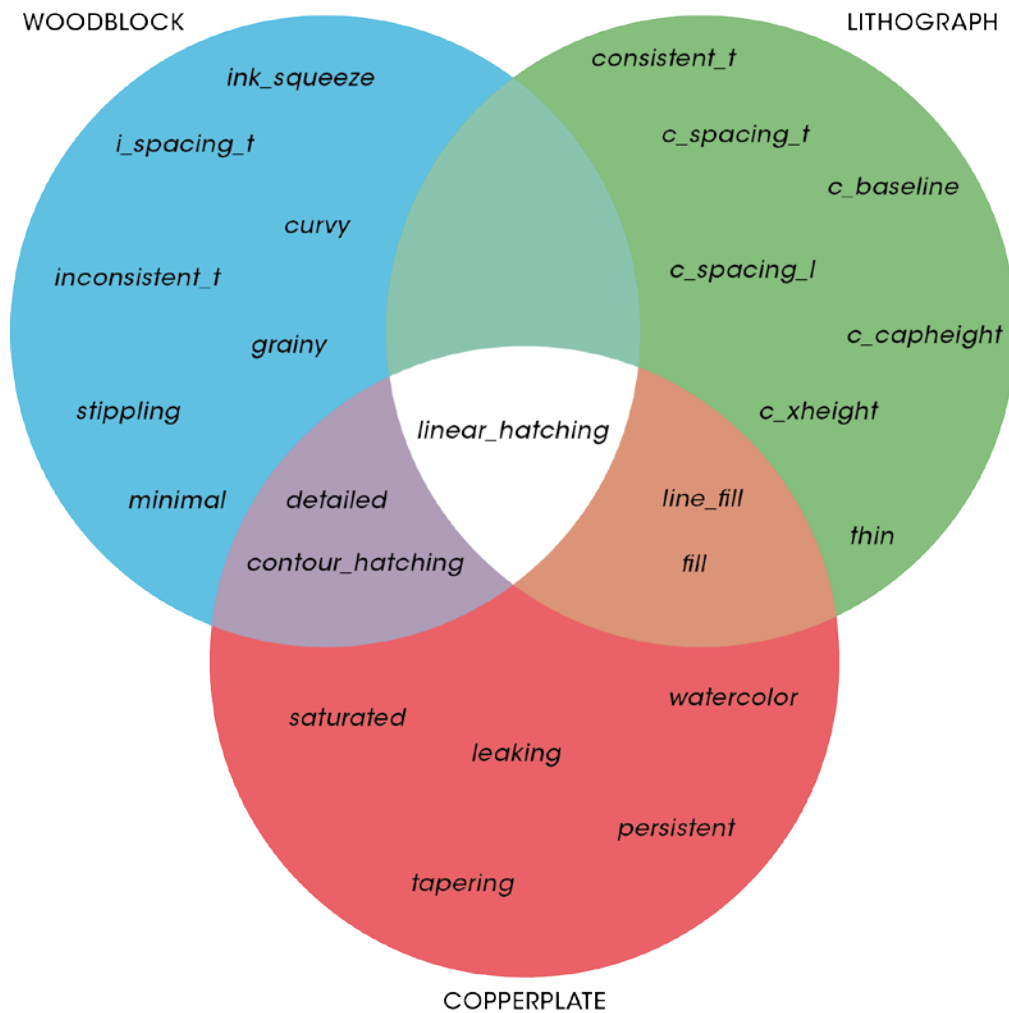 WOODBLOCK
LITHOGRAPH
ink_squeeze
i_spacing_t
curvy
inconsistent_t
grainy
stippling
minimal
consistent_t
c_spacing_t
c_baseline
c_spacing_l
c_capheight
c_xheight
thin
linear_hatching
detailed
contour_hatching
line_fill
fill
saturated
watercolor
leaking
persistent
tapering
COPPERPLATE